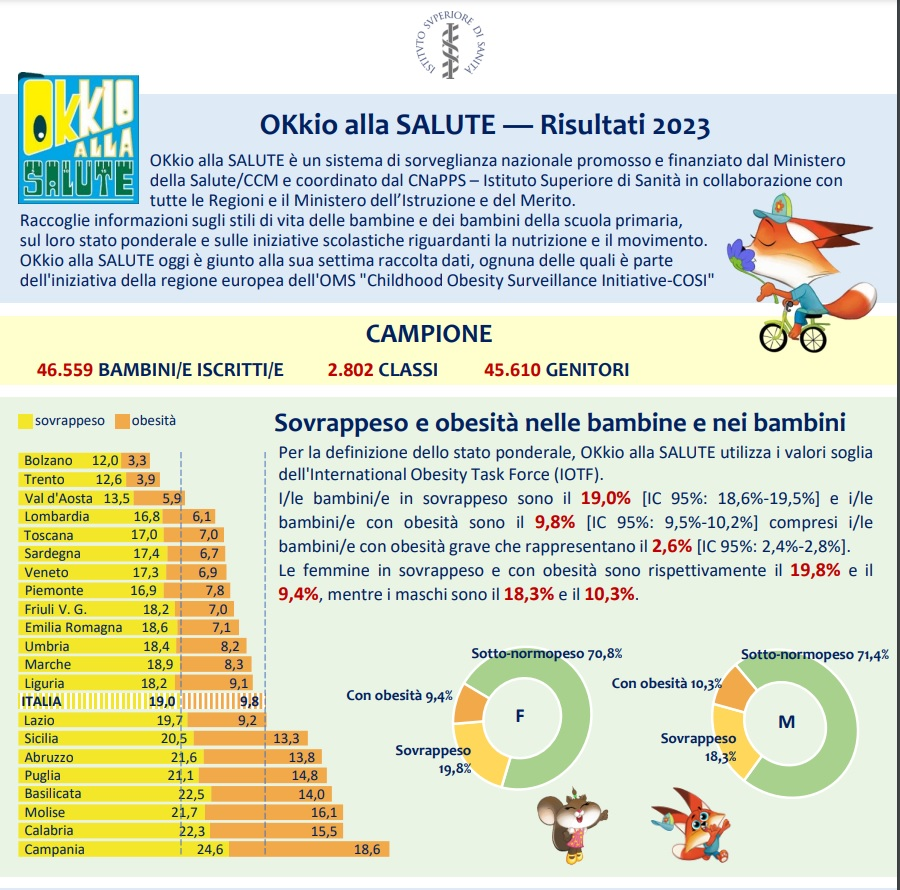 ISTITVTO SVPERIORE DI SANITÀ
OKKIO
ALLA
SALUTE
OKkio alla SALUTE — Risultati 2023
OKkio alla SALUTE è un sistema di sorveglianza nazionale promosso e finanziato dal Ministero
della Salute/CCM e coordinato dal CNaPPS – Istituto Superiore di Sanità in collaborazione con
tutte le Regioni e il Ministero dell’Istruzione e del Merito.
Raccoglie informazioni sugli stili di vita delle bambine e dei bambini della scuola primaria,
sul loro stato ponderale e sulle iniziative scolastiche riguardanti la nutrizione e il movimento.
OKkio alla SALUTE oggi è giunto alla sua settima raccolta dati, ognuna delle quali è parte
dell'iniziativa della regione europea dell'OMS "Childhood Obesity Surveillance Initiative-COSI"
CAMPIONE
46.559 BAMBINI/E ISCRITTI/E 2.802 CLASSI 45.610 GENITORI
sovrappeso obesità
Bolzano 12,0 3,3
Trento 12,6 3,9
Val d'Aosta 13,5 5,9
Lombardia 16,8 6,1
Toscana 17,0 7,0
Sardegna 17,4 6,7
Veneto 17,3 6,9
Piemonte 16,9 7,8
Friuli V. G. 18,2 7,0
Emilia Romagna 18,6 7,1
Umbria 18,4 8,2
Marche 18,9 8,3
Liguria 18,2 9,1
ITALIA 19,0 9,8
Lazio 19,7 9,2
Sicilia 20,5 13,3
Abruzzo 21,6 13,8
Puglia 21,1 14,8
Basilicata 22,5 14,0
Molise 21,7 16,1
Calabria 22,3 15,5
Campania 24,6 18,6
Sovrappeso e obesità nelle bambine e nei bambini
Per la definizione dello stato ponderale, OKkio alla SALUTE utilizza i valori soglia
dell'International Obesity Task Force (IOTF).
I/le bambini/e in sovrappeso sono il 19,0% [IC 95%: 18,6%-19,5%] e i/le
bambini/e con obesità sono il 9,8% [IC 95%: 9,5%-10,2%] compresi i/le
bambini/e con obesità grave che rappresentano il 2,6% [IC 95%: 2,4%-2,8%].
Le femmine in sovrappeso e con obesità sono rispettivamente il 19,8% e il
9,4%, mentre i maschi sono il 18,3% e il 10,3%.
Sotto-normopeso 70,8%
Con obesità 9,4%
F
Sovrappeso
19,8%
Sotto-normopeso 71,4%
Con obesità 10,3%
M
Sovrappeso
18,3%